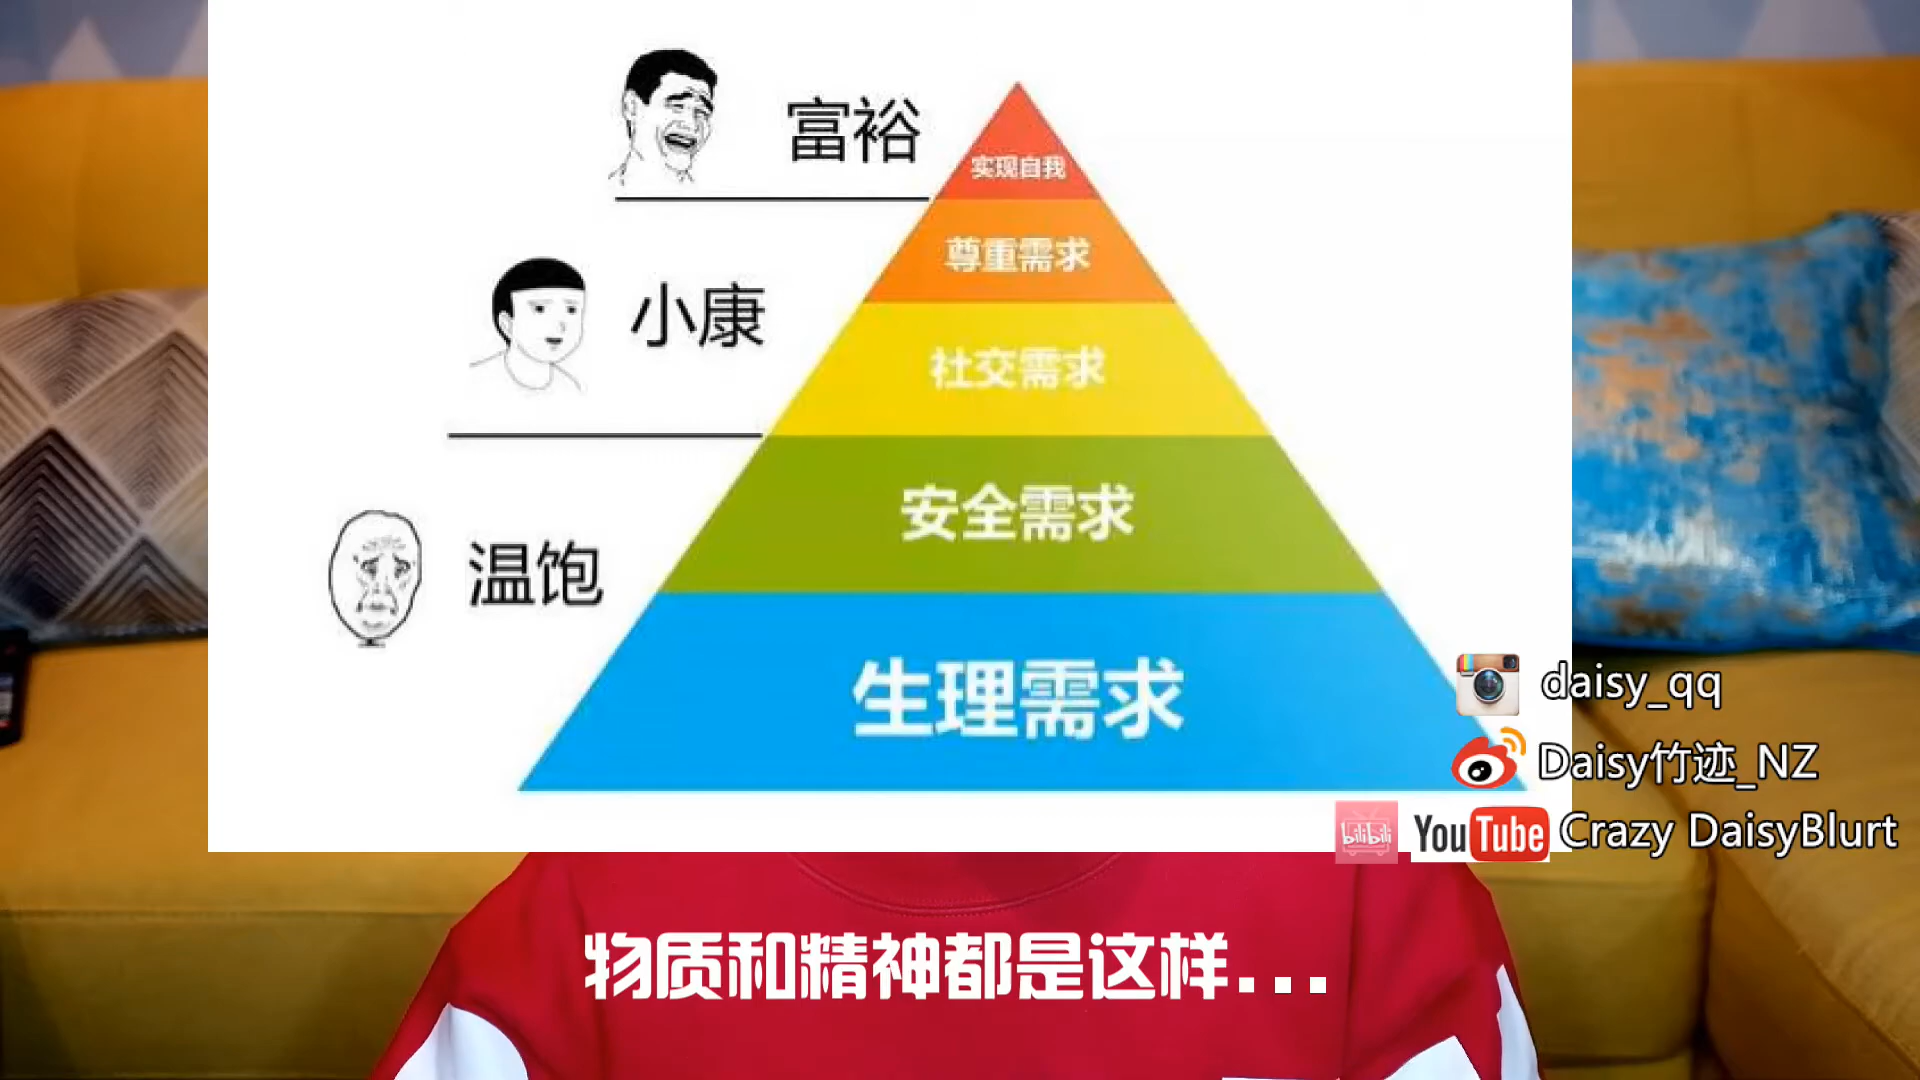 富裕
实现自我
尊重需求
小康
社交需求
安全需求
温饱
生理需求
daisy_qq
Daisy竹迹_NZ
bilibili YouTube Crazy DaisyBlurt
物质和精神都是这样...